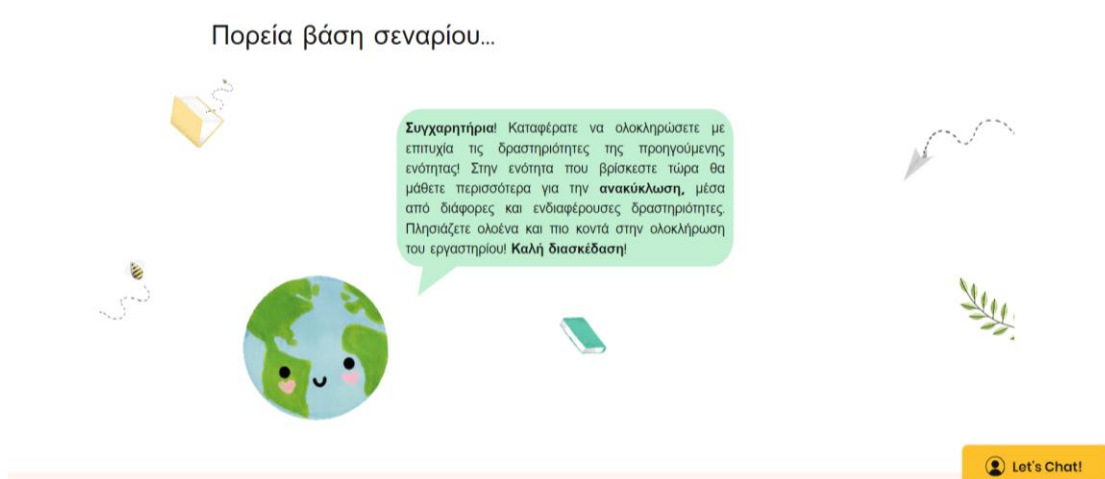 Πορεία βάση σεναρίου...
Συγχαρητήρια! Καταφέρατε να ολοκληρώσετε με
επιτυχία τις δραστηριότητες της προηγούμενης
ενότητας! Στην ενότητα που βρίσκεστε τώρα θα
μάθετε περισσότερα για την ανακύκλωση, μέσα
από διάφορες και ενδιαφέρουσες δραστηριότητες.
Πλησιάζετε ολοένα και πιο κοντά στην ολοκλήρωση
του εργαστηρίου! Καλή διασκέδαση!
Let's Chat!